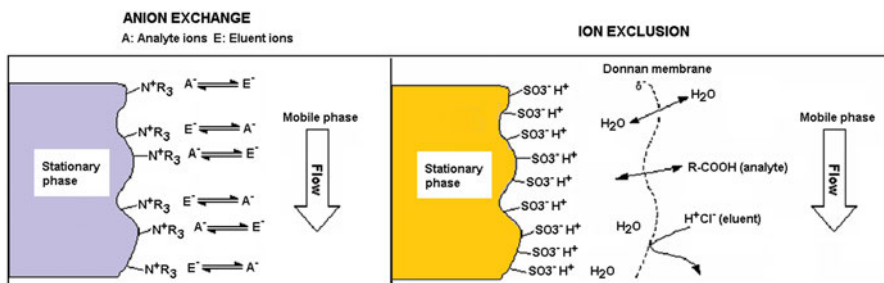 ANION EXCHANGE
A: Analyte ions E: Eluent ions
N⁺R₃ A⁻ ⇌ E⁻
N⁺R₃ E⁻ ⇌ A⁻
N⁺R₃ A⁻ ⇌ E⁻
N⁺R₃ E⁻ ⇌ A⁻
N⁺R₃ A⁻ ⇌ E⁻
N⁺R₃ E⁻ ⇌ A⁻
Stationary
phase
Mobile phase
Flow
ION EXCLUSION
Donnan membrane
δ⁻
SO3⁻ H⁺
SO3⁻ H⁺
SO3⁻ H⁺
SO3⁻ H⁺
SO3⁻ H⁺
SO3⁻ H⁺
SO3⁻ H⁺
SO3⁻ H⁺
SO3⁻ H⁺
Stationary
phase
H₂O
H₂O
R-COOH (analyte)
H₂O
H⁺Cl⁻ (eluent)
H₂O
Mobile phase
Flow